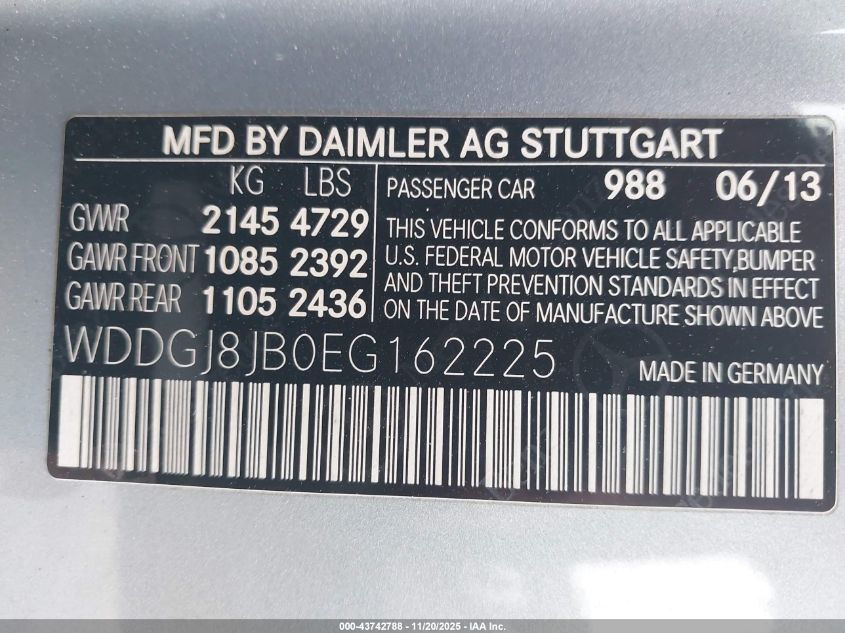 MFD BY DAIMLER AG STUTTGART
KG LBS
GVWR 2145 4729
GAWR FRONT 1085 2392
GAWR REAR 1105 2436
PASSENGER CAR 988 06/13
THIS VEHICLE CONFORMS TO ALL APPLICABLE
U.S. FEDERAL MOTOR VEHICLE SAFETY,BUMPER
AND THEFT PREVENTION STANDARDS IN EFFECT
ON THE DATE OF MANUFACTURE SHOWN ABOVE
WDDGJ8JB0EG162225
MADE IN GERMANY
000-43742788 - 11/20/2025 - IAA Inc.